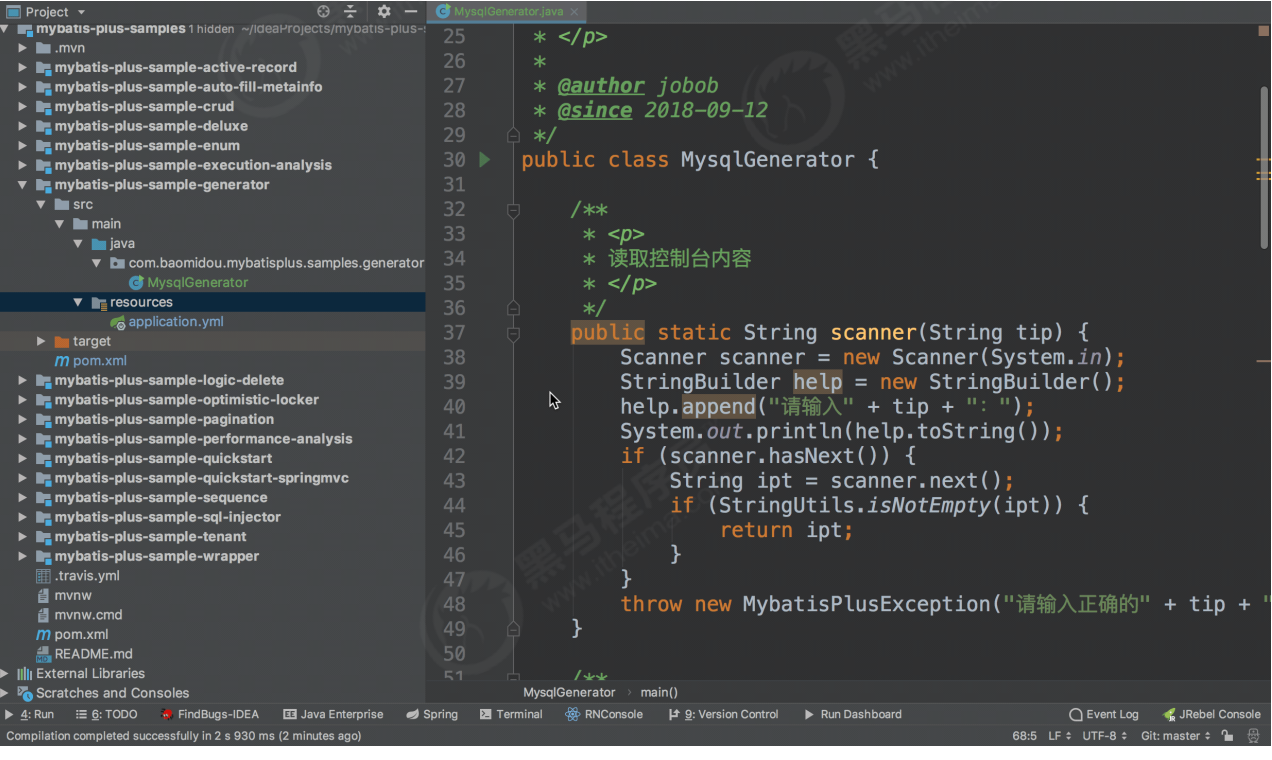 Project
MysqlGenerator.java
mybatis-plus-samples 1 hidden ~/IdeaProjects/mybatis-plus-s
.mvn
mybatis-plus-sample-active-record
mybatis-plus-sample-auto-fill-metainfo
mybatis-plus-sample-crud
mybatis-plus-sample-deluxe
mybatis-plus-sample-enum
mybatis-plus-sample-execution-analysis
mybatis-plus-sample-generator
src
main
java
com.baomidou.mybatisplus.samples.generator
MysqlGenerator
resources
application.yml
target
pom.xml
mybatis-plus-sample-logic-delete
mybatis-plus-sample-optimistic-locker
mybatis-plus-sample-pagination
mybatis-plus-sample-performance-analysis
mybatis-plus-sample-quickstart
mybatis-plus-sample-quickstart-springmvc
mybatis-plus-sample-sequence
mybatis-plus-sample-sql-injector
mybatis-plus-sample-tenant
mybatis-plus-sample-wrapper
.travis.yml
mvnw
mvnw.cmd
pom.xml
README.md
External Libraries
Scratches and Consoles
25 * </p>
26 *
27 * @author jobob
28 * @since 2018-09-12
29 */
30 public class MysqlGenerator {
31
32 /**
33 * <p>
34 * 读取控制台内容
35 * </p>
36 */
37 public static String scanner(String tip) {
38 Scanner scanner = new Scanner(System.in);
39 StringBuilder help = new StringBuilder();
40 help.append("请输入" + tip + "：");
41 System.out.println(help.toString());
42 if (scanner.hasNext()) {
43 String ipt = scanner.next();
44 if (StringUtils.isNotEmpty(ipt)) {
45 return ipt;
46 }
47 }
48 throw new MybatisPlusException("请输入正确的" + tip + "
49 }
50
51 /**
MysqlGenerator › main()
4: Run 6: TODO FindBugs-IDEA Java Enterprise Spring Terminal RNConsole 9: Version Control Run Dashboard Event Log JRebel Console
Compilation completed successfully in 2 s 930 ms (2 minutes ago) 68:5 LF UTF-8 Git: master
黑马程序
www.itheima.co